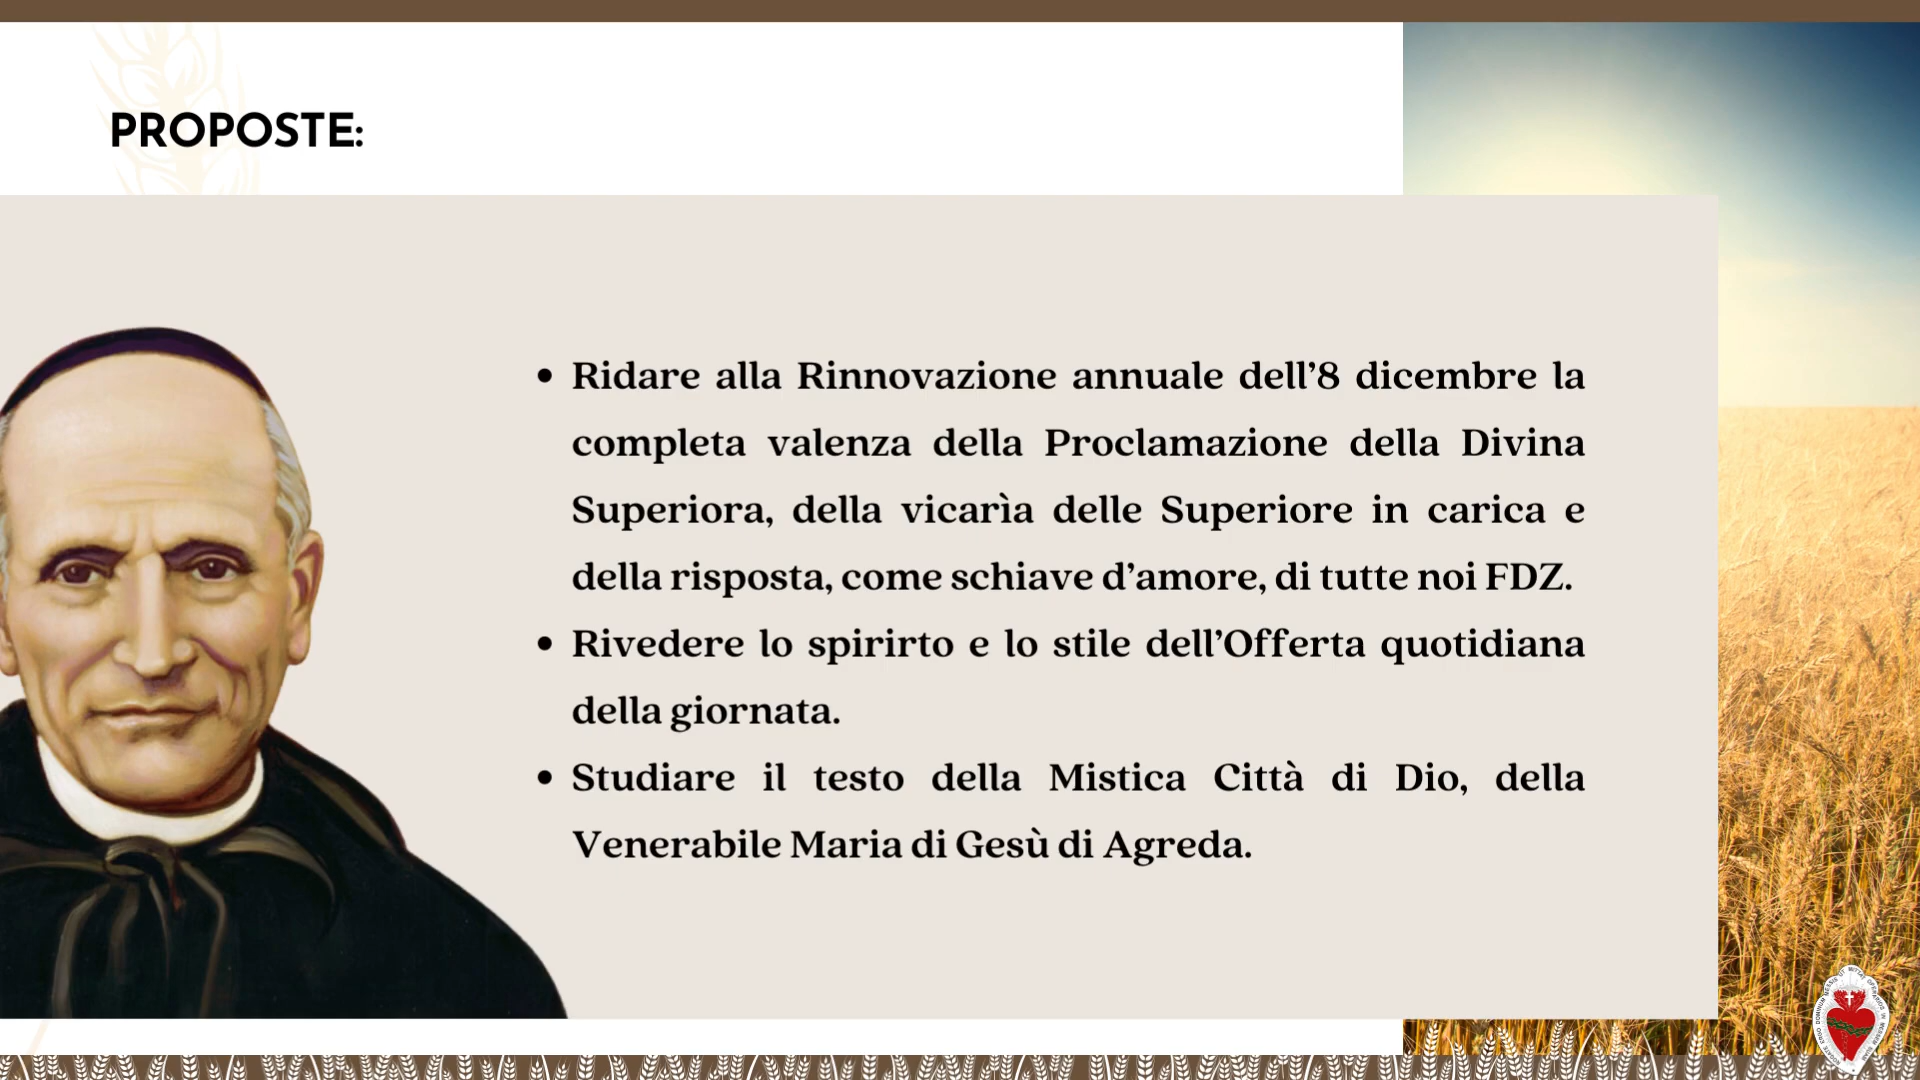 PROPOSTE:
• Ridare alla Rinnovazione annuale dell’8 dicembre la
completa valenza della Proclamazione della Divina
Superiora, della vicarìa delle Superiore in carica e
della risposta, come schiave d’amore, di tutte noi FDZ.
• Rivedere lo spirirto e lo stile dell’Offerta quotidiana
della giornata.
• Studiare il testo della Mistica Città di Dio, della
Venerabile Maria di Gesù di Agreda.